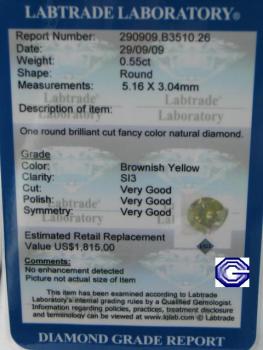 LABTRADE LABORATORY®
Report Number: 290909.B3510.26
Date: 29/09/09
Weight: 0.55ct
Shape: Round
Measurements: 5.16 X 3.04mm
Description of item:
One round brilliant cut fancy color natural diamond.
Grade
Color: Brownish Yellow
Clarity: SI3
Cut: Very Good
Polish: Very Good
Symmetry: Very Good
Estimated Retail Replacement
Value US$1,815.00
Comments:
No enhancement detected
Picture not actual size of item
This item has been examined according to Labtrade
Laboratory's internal grading rules by a Qualified Gemologist.
Information regarding policies, practices, treatment disclosure
and terminology can be viewed at www.liglab.com © Labtrade
DIAMOND GRADE REPORT